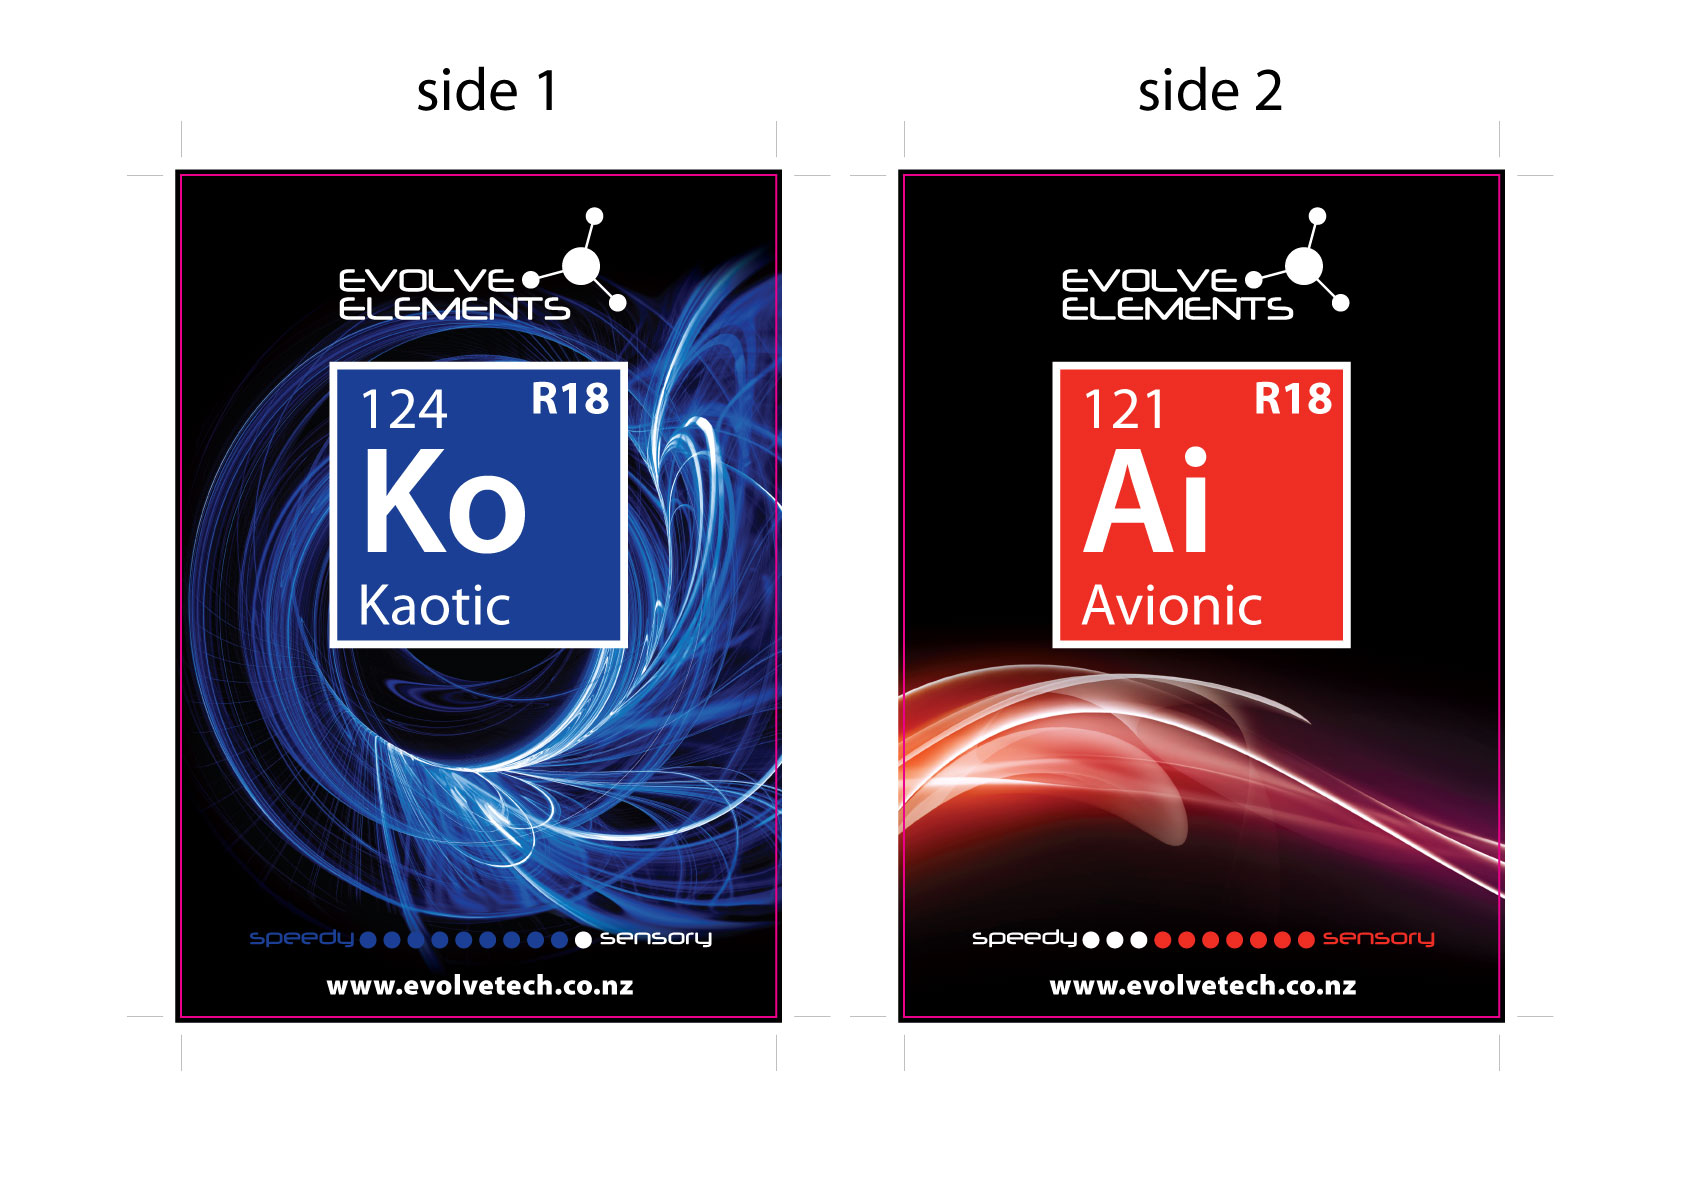 side 1
EVOLVE
ELEMENTS
124 R18
Ko
Kaotic
speedy sensory
www.evolvetech.co.nz
side 2
EVOLVE
ELEMENTS
121 R18
Ai
Avionic
speedy sensory
www.evolvetech.co.nz